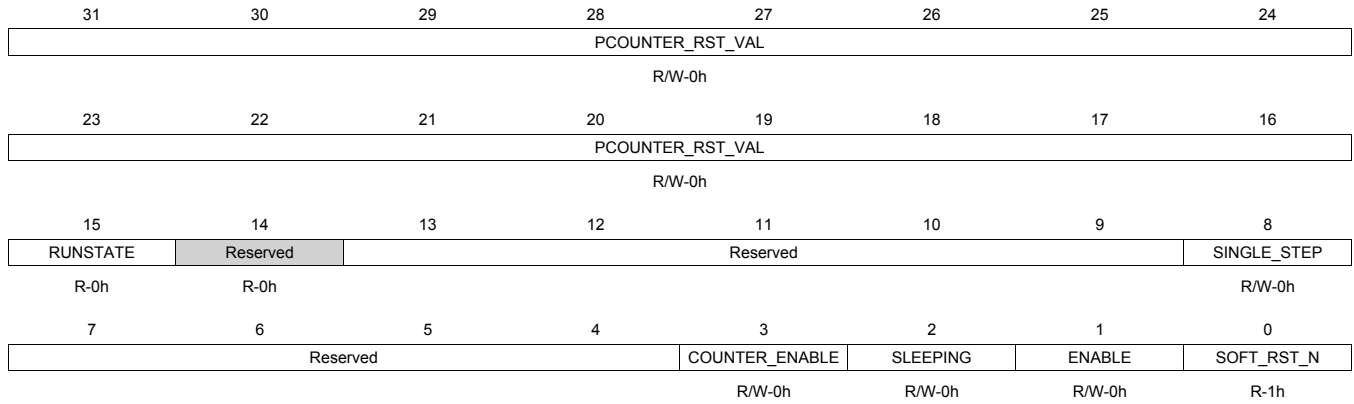 31 30 29 28 27 26 25 24
PCOUNTER_RST_VAL
R/W-0h
23 22 21 20 19 18 17 16
PCOUNTER_RST_VAL
R/W-0h
15 14 13 12 11 10 9 8
RUNSTATE Reserved Reserved SINGLE_STEP
R-0h R-0h R/W-0h
7 6 5 4 3 2 1 0
Reserved COUNTER_ENABLE SLEEPING ENABLE SOFT_RST_N
R/W-0h R/W-0h R/W-0h R-1h